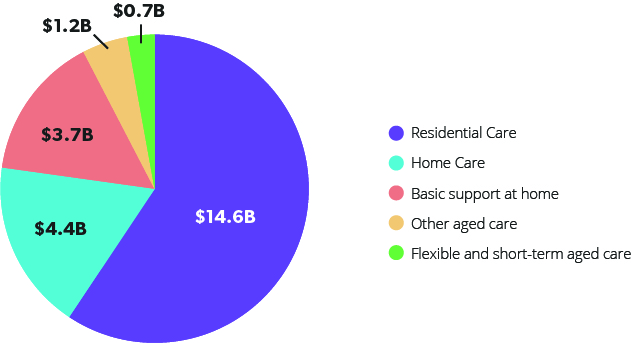 $0.7B
$1.2B
$3.7B
$4.4B
$14.6B
Residential Care
Home Care
Basic support at home
Other aged care
Flexible and short-term aged care